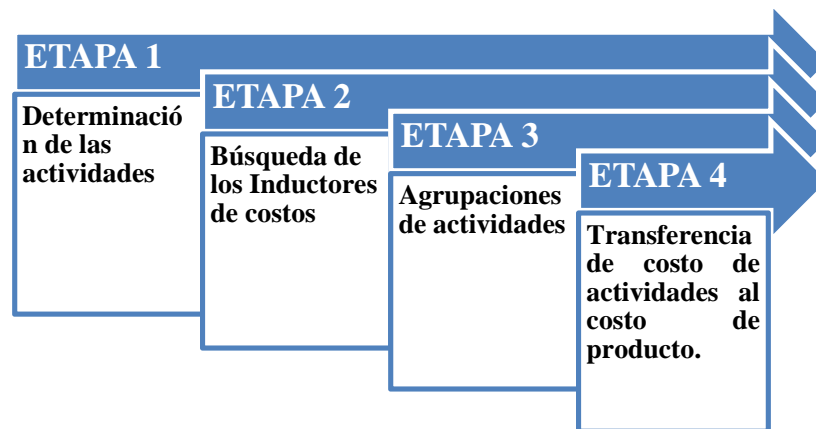 ETAPA 1
Determinació
n de las
actividades
ETAPA 2
Búsqueda de
los Inductores
de costos
ETAPA 3
Agrupaciones
de actividades
ETAPA 4
Transferencia
de costo de
actividades al
costo de
producto.